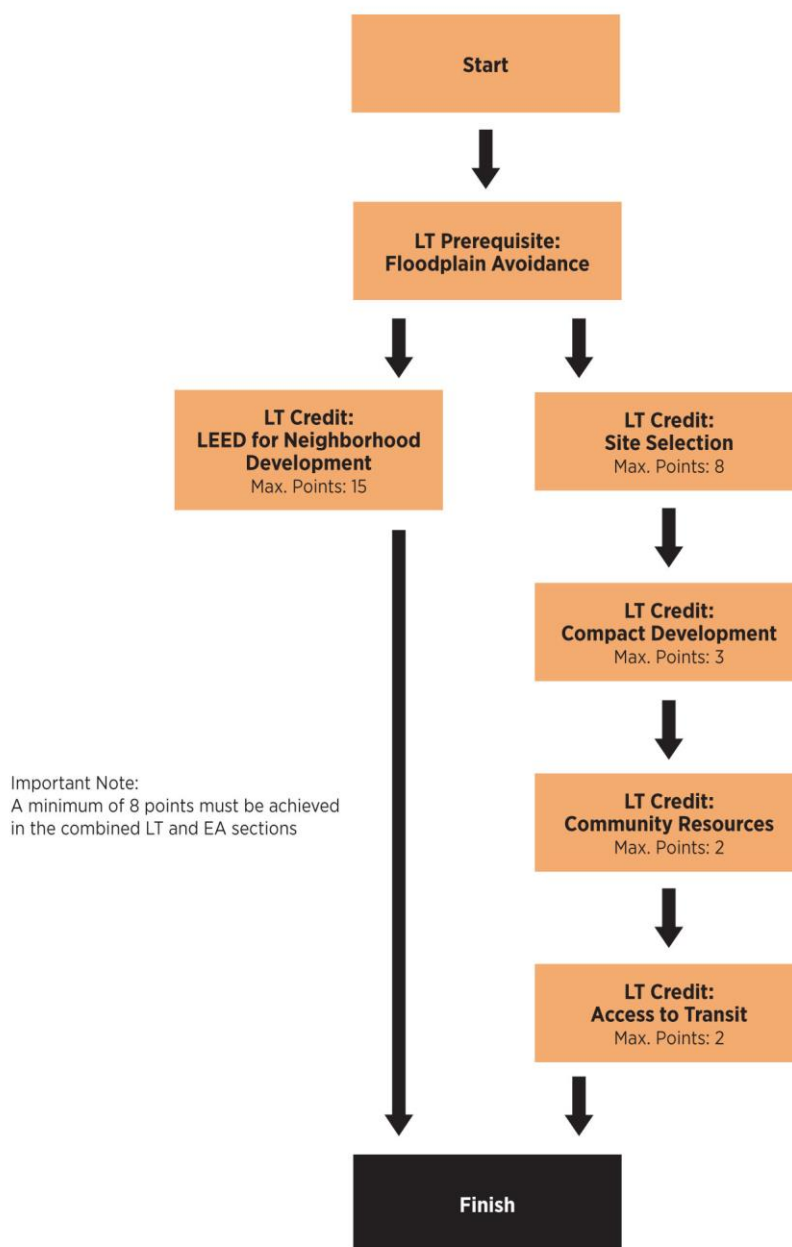 Start
LT Prerequisite:
Floodplain Avoidance
LT Credit:
LEED for Neighborhood
Development
Max. Points: 15
LT Credit:
Site Selection
Max. Points: 8
LT Credit:
Compact Development
Max. Points: 3
Important Note:
A minimum of 8 points must be achieved
in the combined LT and EA sections
LT Credit:
Community Resources
Max. Points: 2
LT Credit:
Access to Transit
Max. Points: 2
Finish